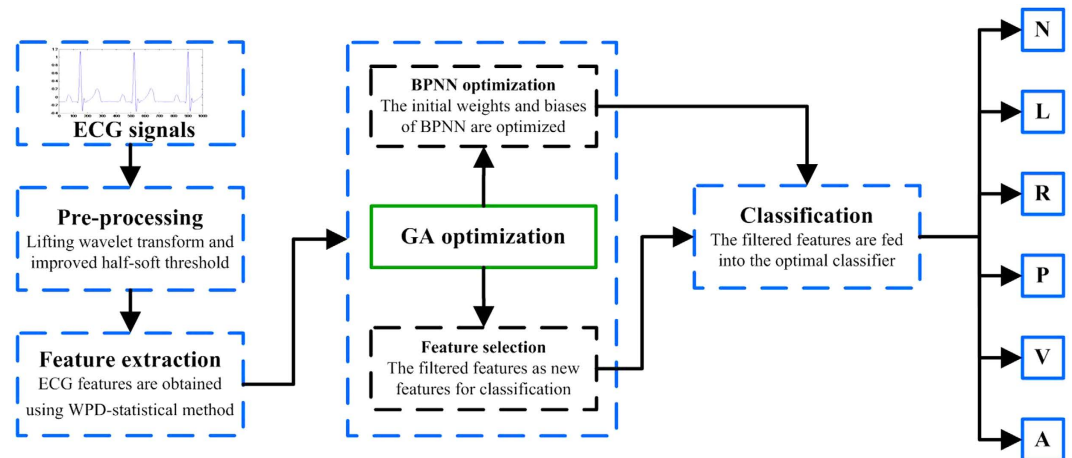 ECG signals
Pre-processing
Lifting wavelet transform and
improved half-soft threshold
Feature extraction
ECG features are obtained
using WPD-statistical method
BPNN optimization
The initial weights and biases
of BPNN are optimized
GA optimization
Feature selection
The filtered features as new
features for classification
Classification
The filtered features are fed
into the optimal classifier
N
L
R
P
V
A